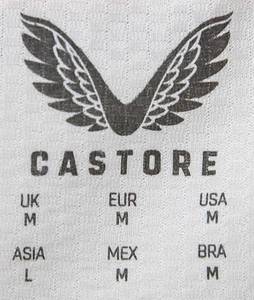 CASTORE
UK EUR USA
M M M
ASIA MEX BRA
L M M